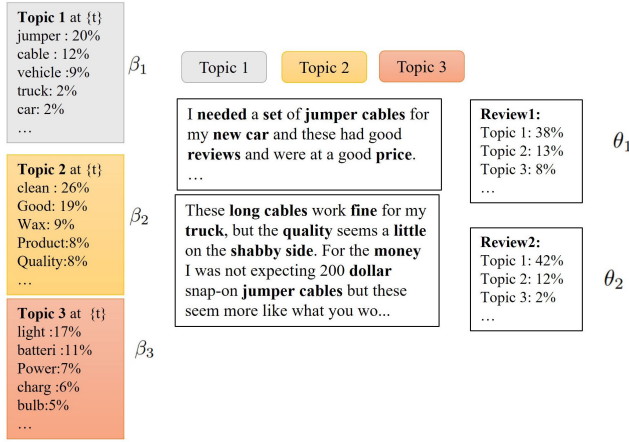 Topic 1 at {t}
jumper : 20%
cable : 12%
vehicle :9%
truck: 2%
car: 2%
…
β1
Topic 2 at {t}
clean : 26%
Good: 19%
Wax: 9%
Product:8%
Quality:8%
…
β2
Topic 3 at {t}
light :17%
batteri :11%
Power:7%
charg :6%
bulb:5%
…
β3
Topic 1
Topic 2
Topic 3
I needed a set of jumper cables for
my new car and these had good
reviews and were at a good price.
…
These long cables work fine for my
truck, but the quality seems a little
on the shabby side. For the money
I was not expecting 200 dollar
snap-on jumper cables but these
seem more like what you wo...
Review1:
Topic 1: 38%
Topic 2: 13%
Topic 3: 8%
…
θ1
Review2:
Topic 1: 42%
Topic 2: 12%
Topic 3: 2%
…
θ2